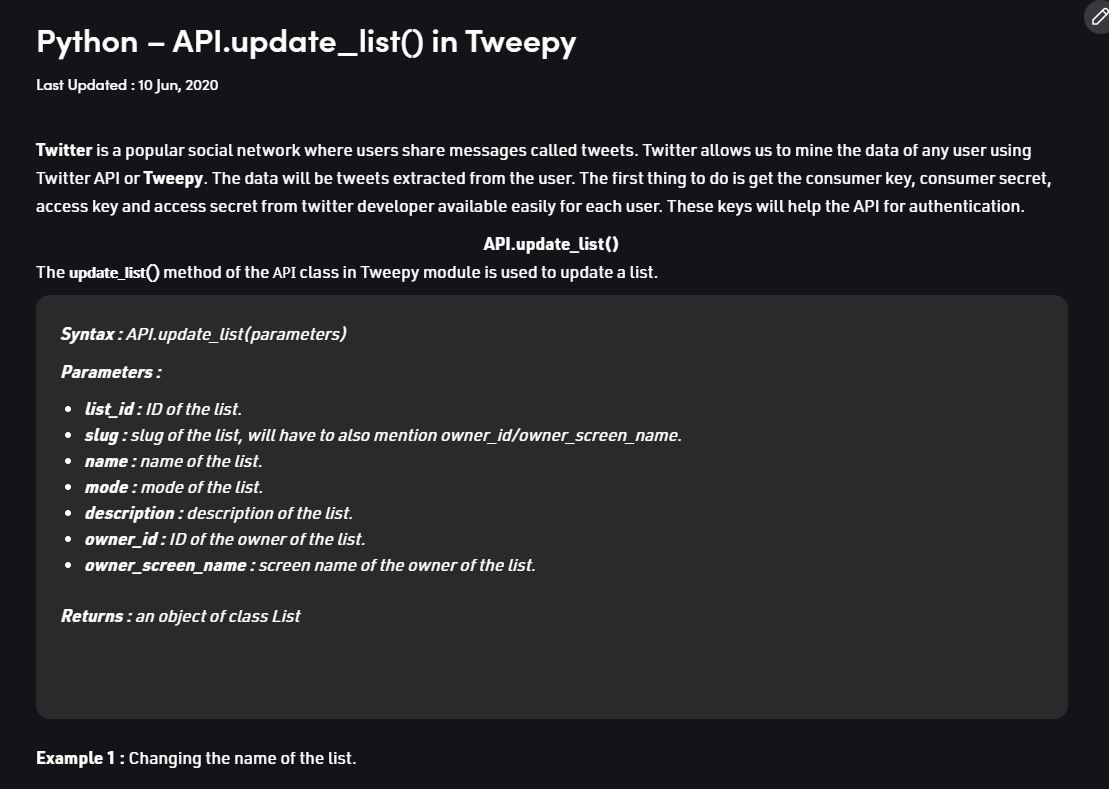 Python – API.update_list() in Tweepy
Last Updated : 10 Jun, 2020
Twitter is a popular social network where users share messages called tweets. Twitter allows us to mine the data of any user using
Twitter API or Tweepy. The data will be tweets extracted from the user. The first thing to do is get the consumer key, consumer secret,
access key and access secret from twitter developer available easily for each user. These keys will help the API for authentication.
API.update_list()
The update_list() method of the API class in Tweepy module is used to update a list.
Syntax : API.update_list(parameters)
Parameters :
• list_id : ID of the list.
• slug : slug of the list, will have to also mention owner_id/owner_screen_name.
• name : name of the list.
• mode : mode of the list.
• description : description of the list.
• owner_id : ID of the owner of the list.
• owner_screen_name : screen name of the owner of the list.
Returns : an object of class List
Example 1 : Changing the name of the list.